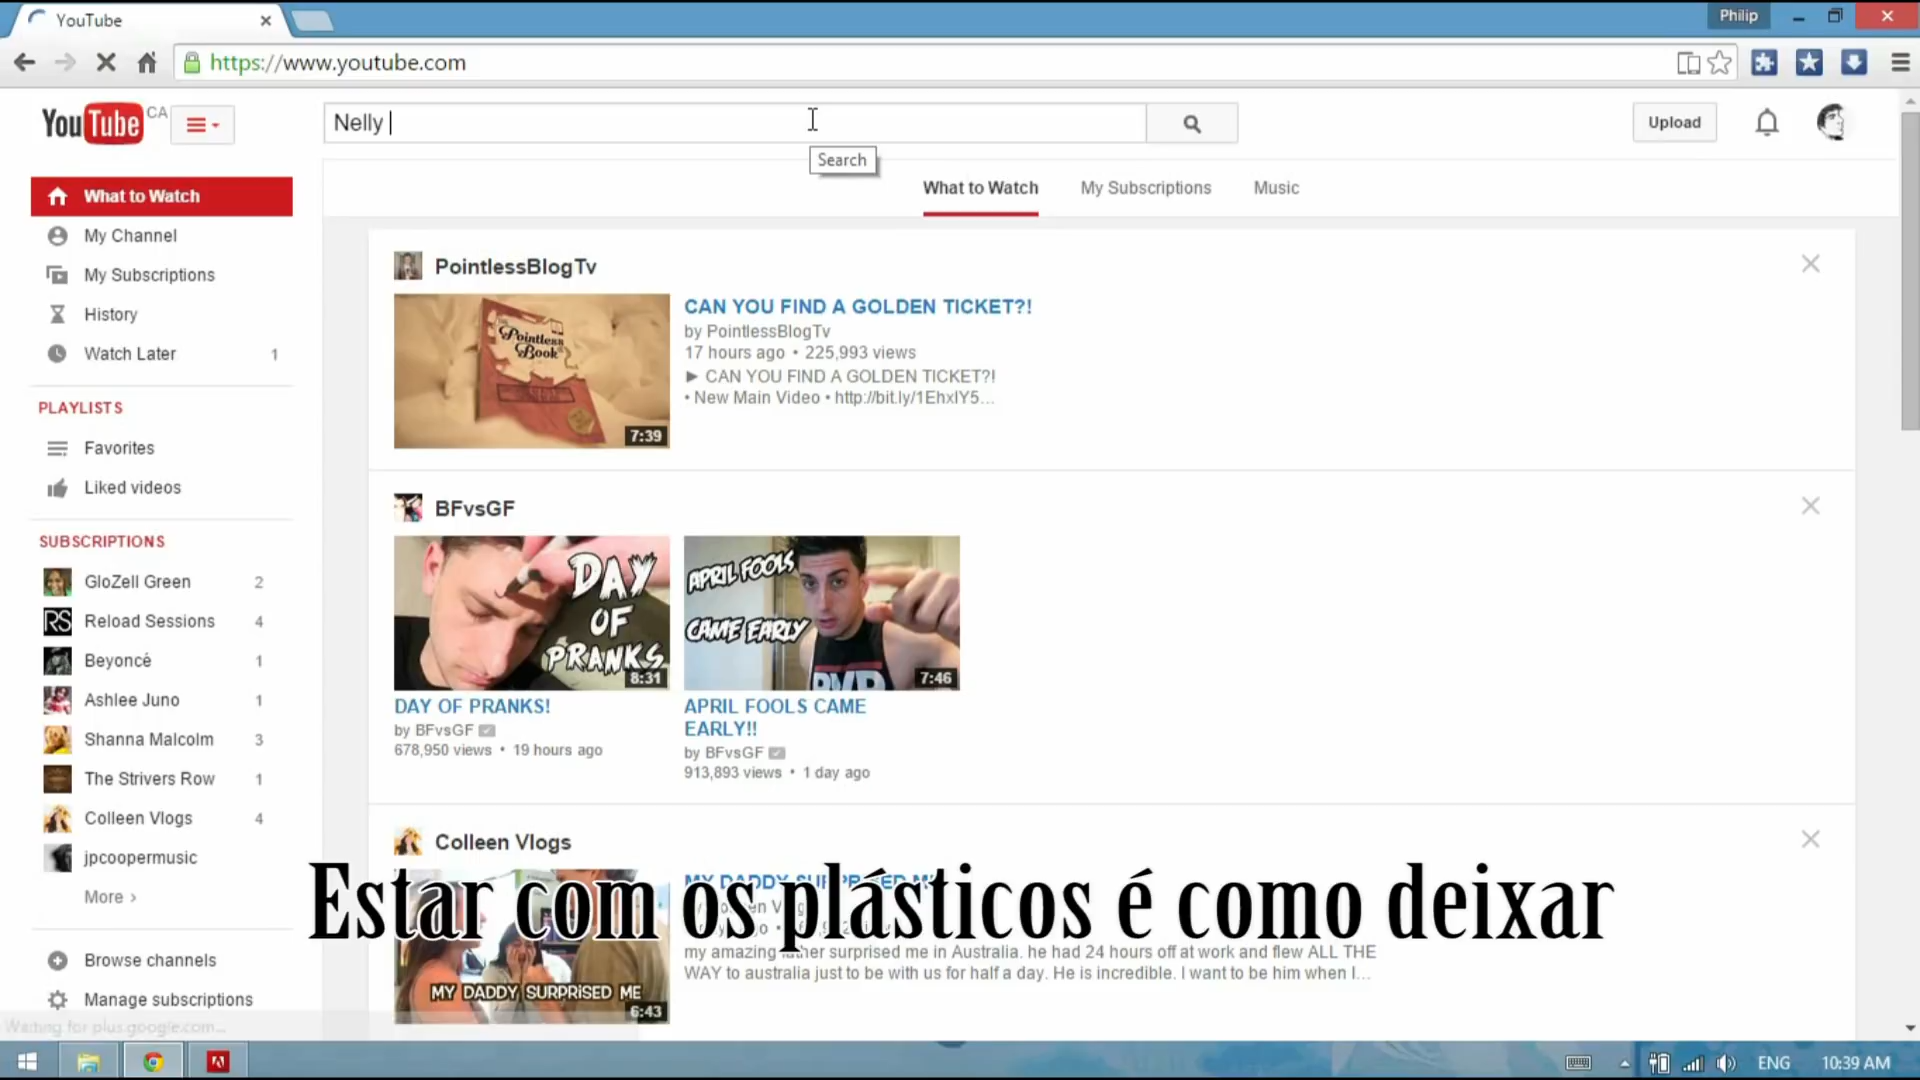 YouTube
Philip
https://www.youtube.com
YouTube CA
Nelly
Upload
Search
What to Watch
My Subscriptions
Music
What to Watch
My Channel
My Subscriptions
History
Watch Later 1
PLAYLISTS
Favorites
Liked videos
SUBSCRIPTIONS
GloZell Green 2
RS Reload Sessions 4
Beyoncé 1
Ashlee Juno 1
Shanna Malcolm 3
The Strivers Row 1
Colleen Vlogs 4
jpcoopermusic
More ›
Browse channels
Manage subscriptions
Waiting for plus.google.com...
PointlessBlogTv
Pointless
Book
7:39
CAN YOU FIND A GOLDEN TICKET?!
by PointlessBlogTv
17 hours ago • 225,993 views
► CAN YOU FIND A GOLDEN TICKET?!
• New Main Video • http://bit.ly/1EhxIY5...
BFvsGF
DAY
OF
PRANKS
8:31
DAY OF PRANKS!
by BFvsGF
678,950 views • 19 hours ago
APRIL FOOLS
CAME EARLY
7:46
APRIL FOOLS CAME
EARLY!!
by BFvsGF
913,893 views • 1 day ago
Colleen Vlogs
MY DADDY SURPRISED ME
Estar com os plásticos é como deixar
my amazing father surprised me in Australia. he had 24 hours off at work and flew ALL THE
WAY to australia just to be with us for half a day. He is incredible. I want to be him when I...
MY DADDY SURPRISED ME
6:43
ENG
10:39 AM